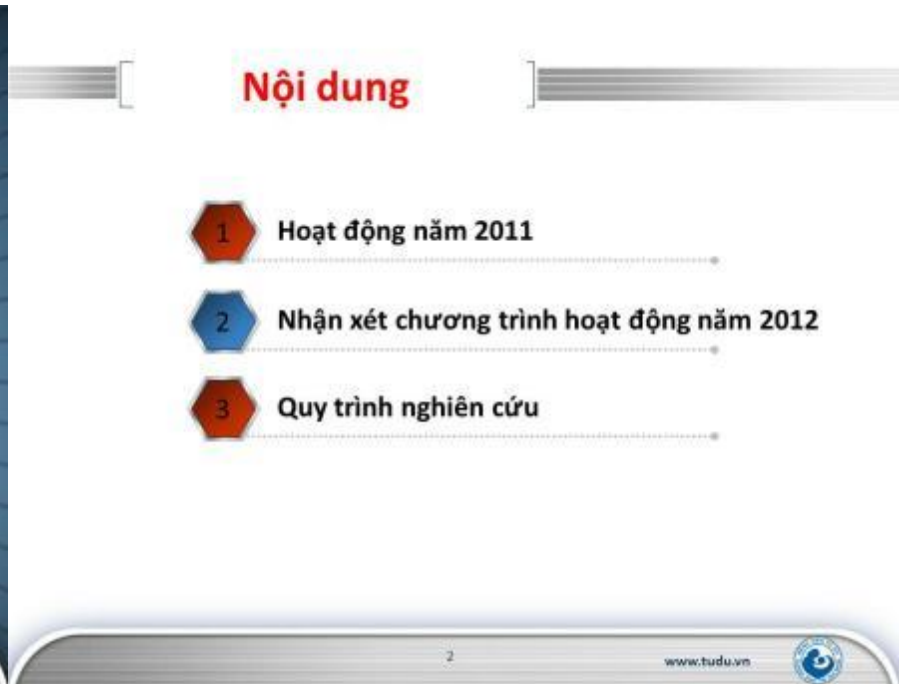 Nội dung
1 Hoạt động năm 2011
2 Nhận xét chương trình hoạt động năm 2012
3 Quy trình nghiên cứu
2
www.tudu.vn